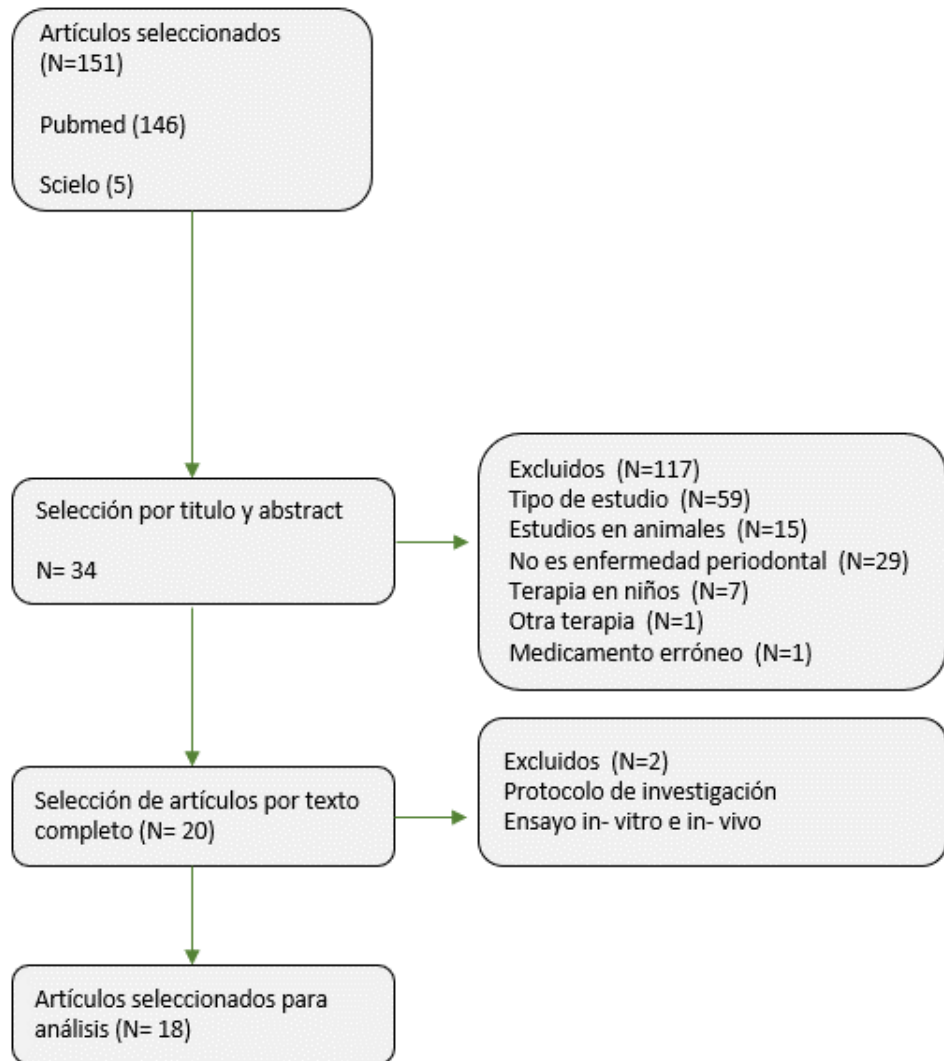 Artículos seleccionados
(N=151)
Pubmed (146)
Scielo (5)
Selección por titulo y abstract
N= 34
Excluidos (N=117)
Tipo de estudio (N=59)
Estudios en animales (N=15)
No es enfermedad periodontal (N=29)
Terapia en niños (N=7)
Otra terapia (N=1)
Medicamento erróneo (N=1)
Selección de artículos por texto
completo (N= 20)
Excluidos (N=2)
Protocolo de investigación
Ensayo in- vitro e in- vivo
Artículos seleccionados para
análisis (N= 18)